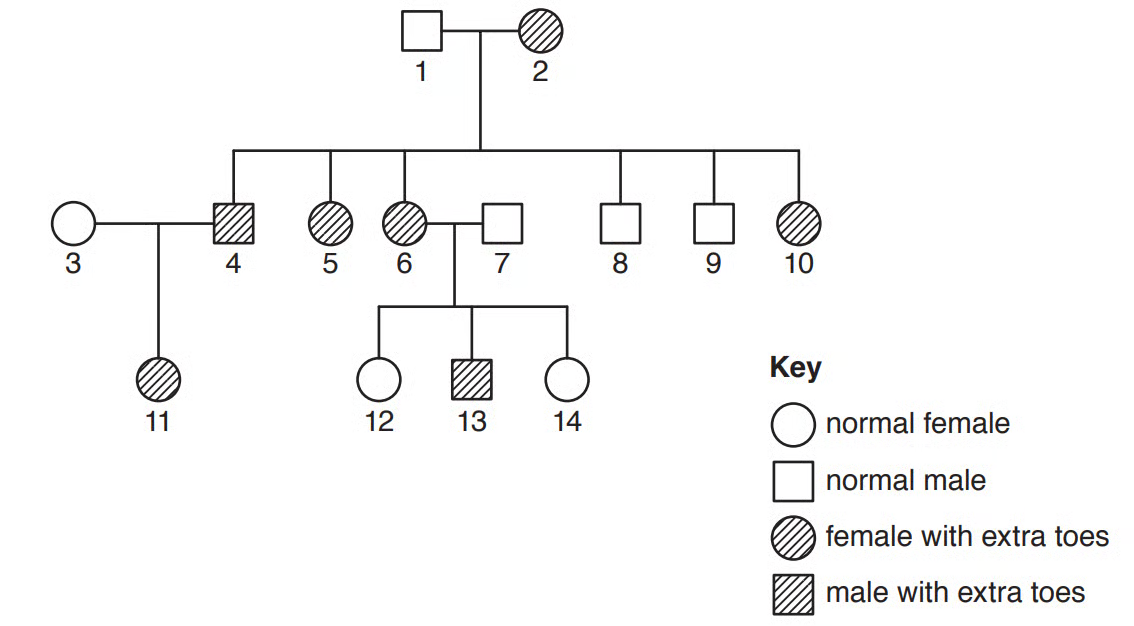 1 2
3 4 5 6 7 8 9 10
11 12 13 14
Key
normal female
normal male
female with extra toes
male with extra toes